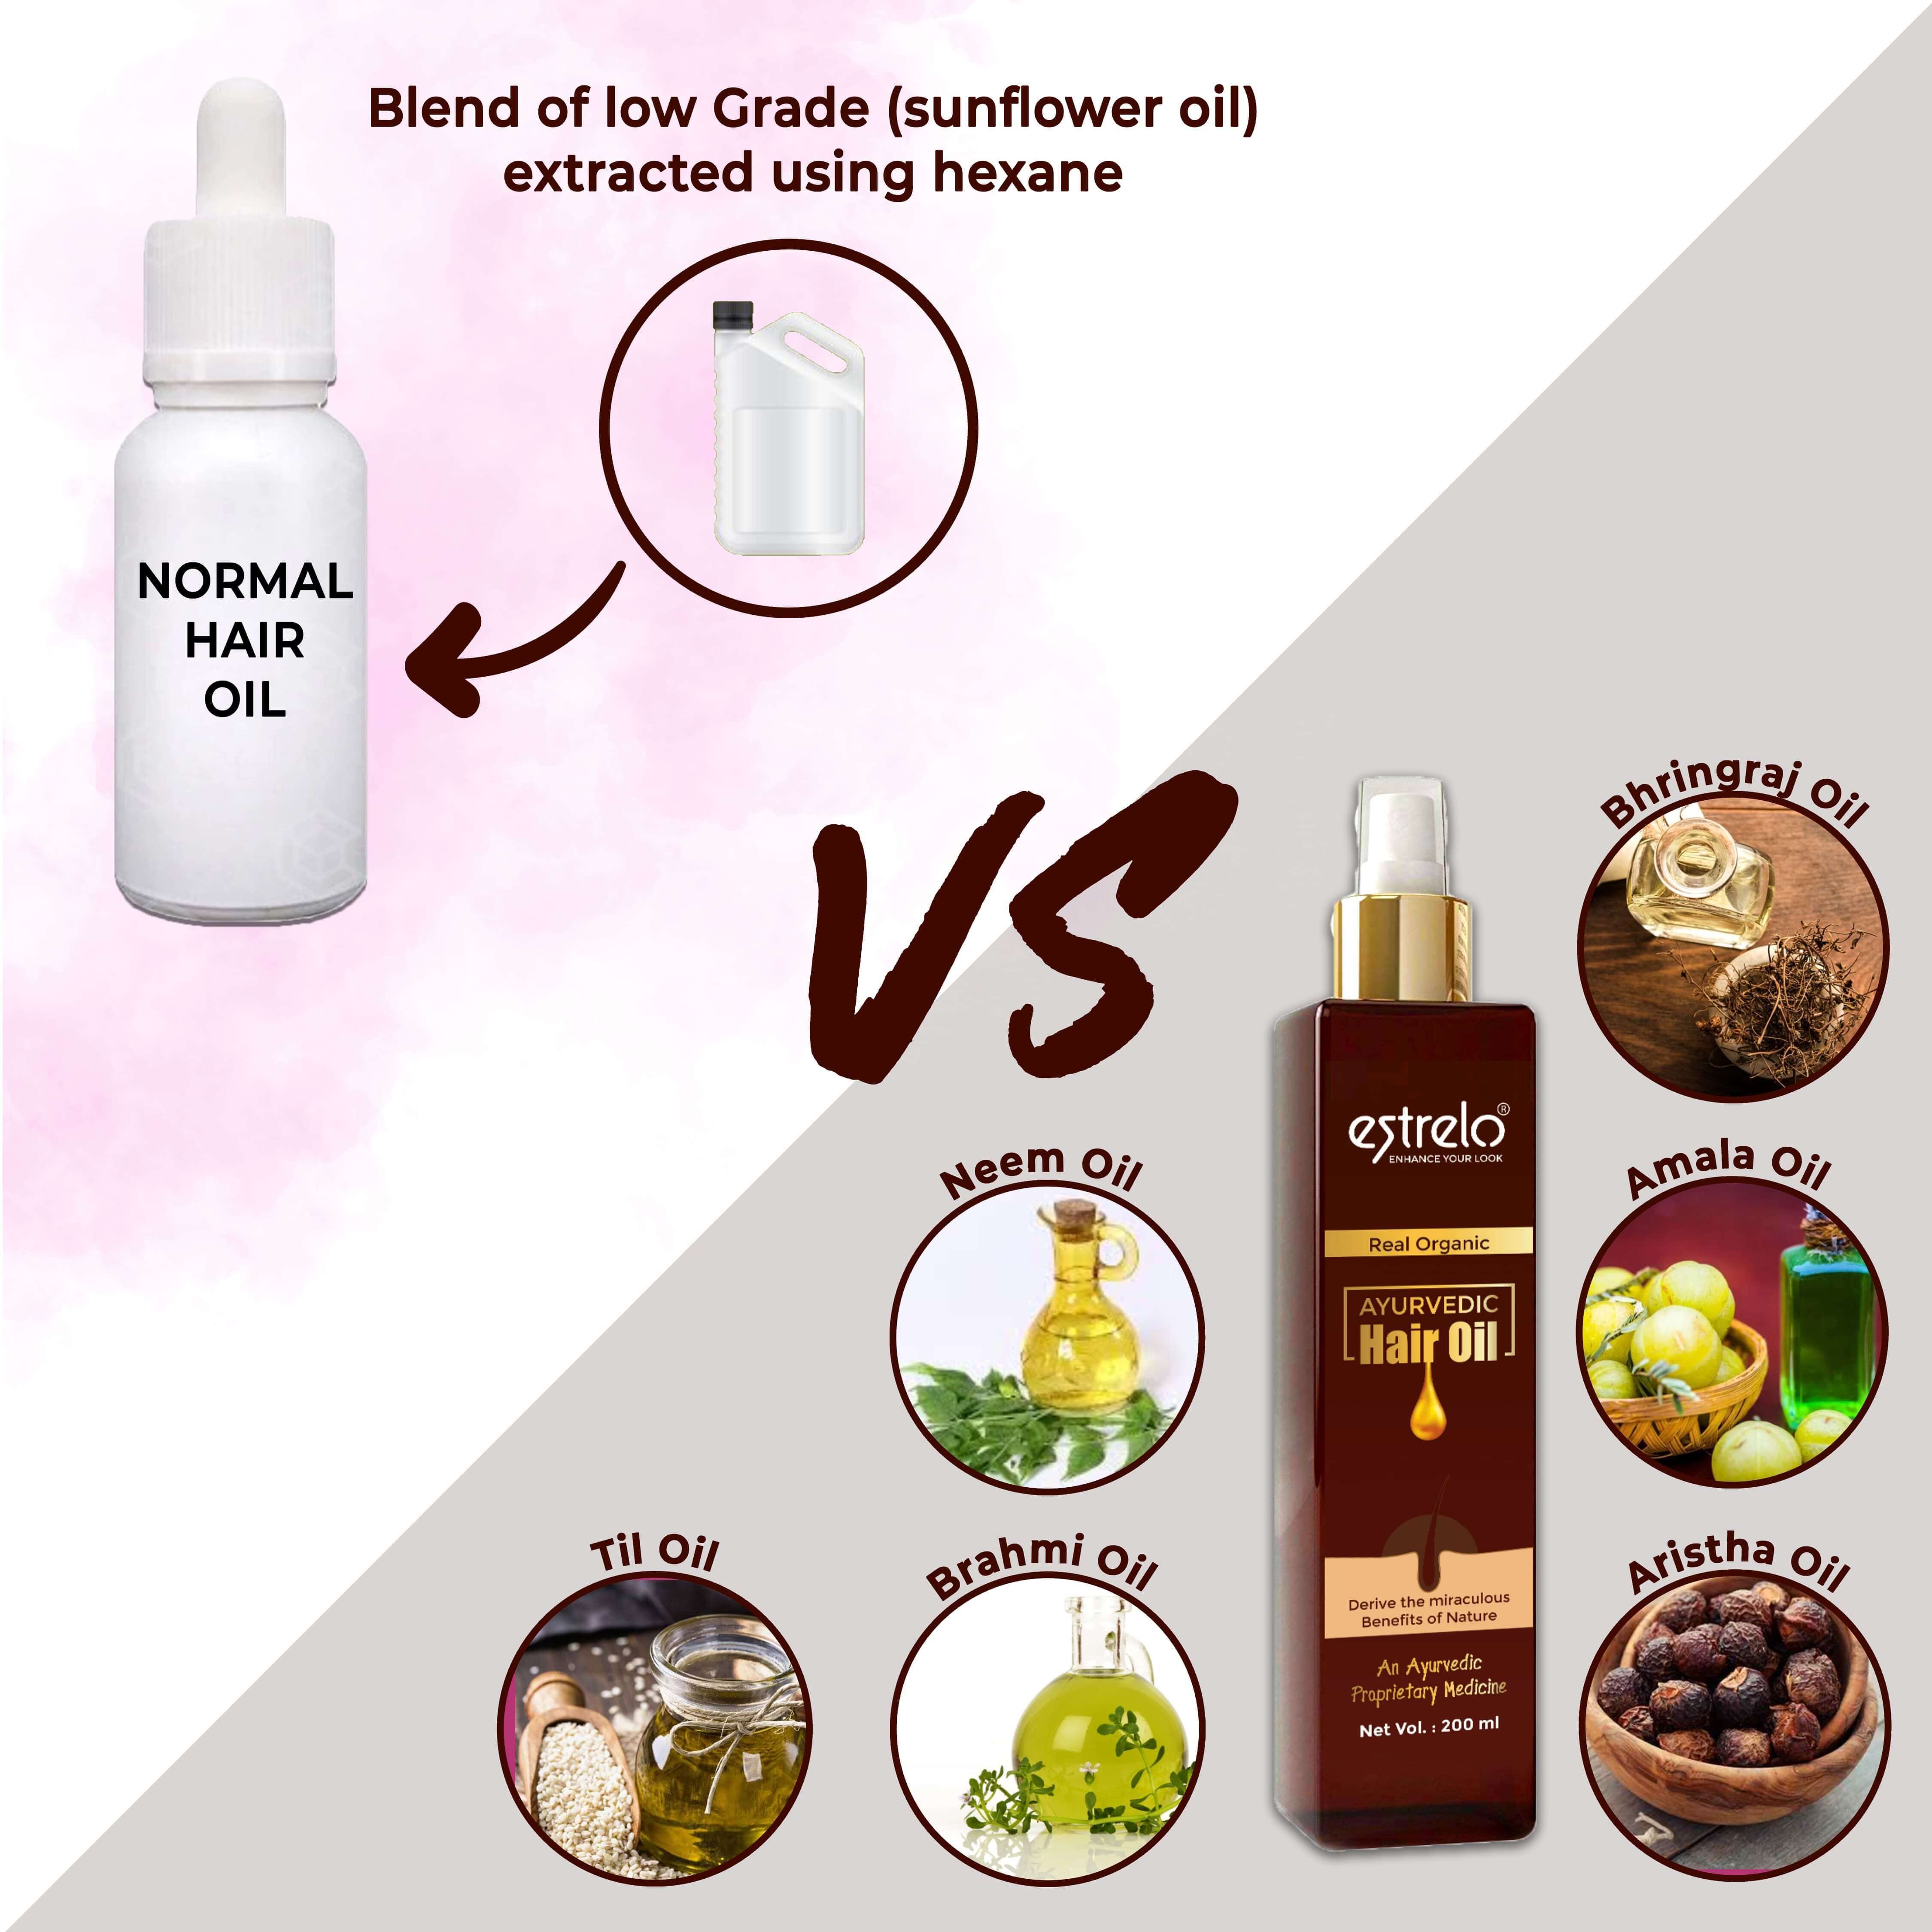 Blend of low Grade (sunflower oil)
extracted using hexane
NORMAL
HAIR
OIL
VS
Bhringraj Oil
Neem Oil
Amala Oil
Til Oil
Brahmi Oil
Aristha Oil
estrelo®
ENHANCE YOUR LOOK
Real Organic
AYURVEDIC
Hair Oil
Derive the miraculous
Benefits of Nature
An Ayurvedic
Proprietary Medicine
Net Vol. : 200 ml